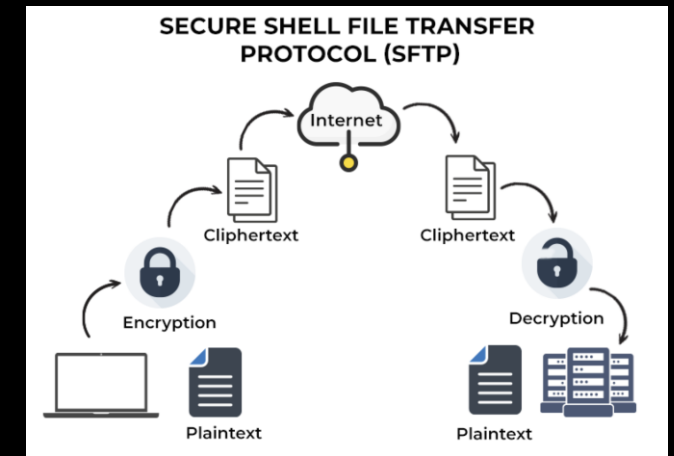 SECURE SHELL FILE TRANSFER
PROTOCOL (SFTP)
Internet
Cliphertext
Cliphertext
Encryption
Decryption
Plaintext
Plaintext